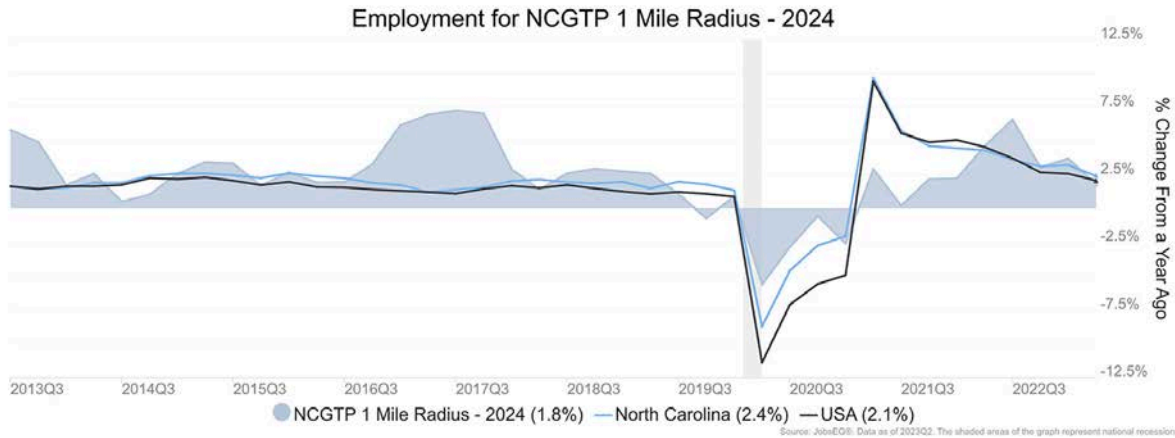 Employment for NCGTP 1 Mile Radius - 2024
12.5%
7.5%
2.5%
-2.5%
-7.5%
-12.5%
% Change From a Year Ago
2013Q3 2014Q3 2015Q3 2016Q3 2017Q3 2018Q3 2019Q3 2020Q3 2021Q3 2022Q3
NCGTP 1 Mile Radius - 2024 (1.8%) North Carolina (2.4%) USA (2.1%)
Source: JobsEQ®. Data as of 2023Q2. The shaded areas of the graph represent national recession